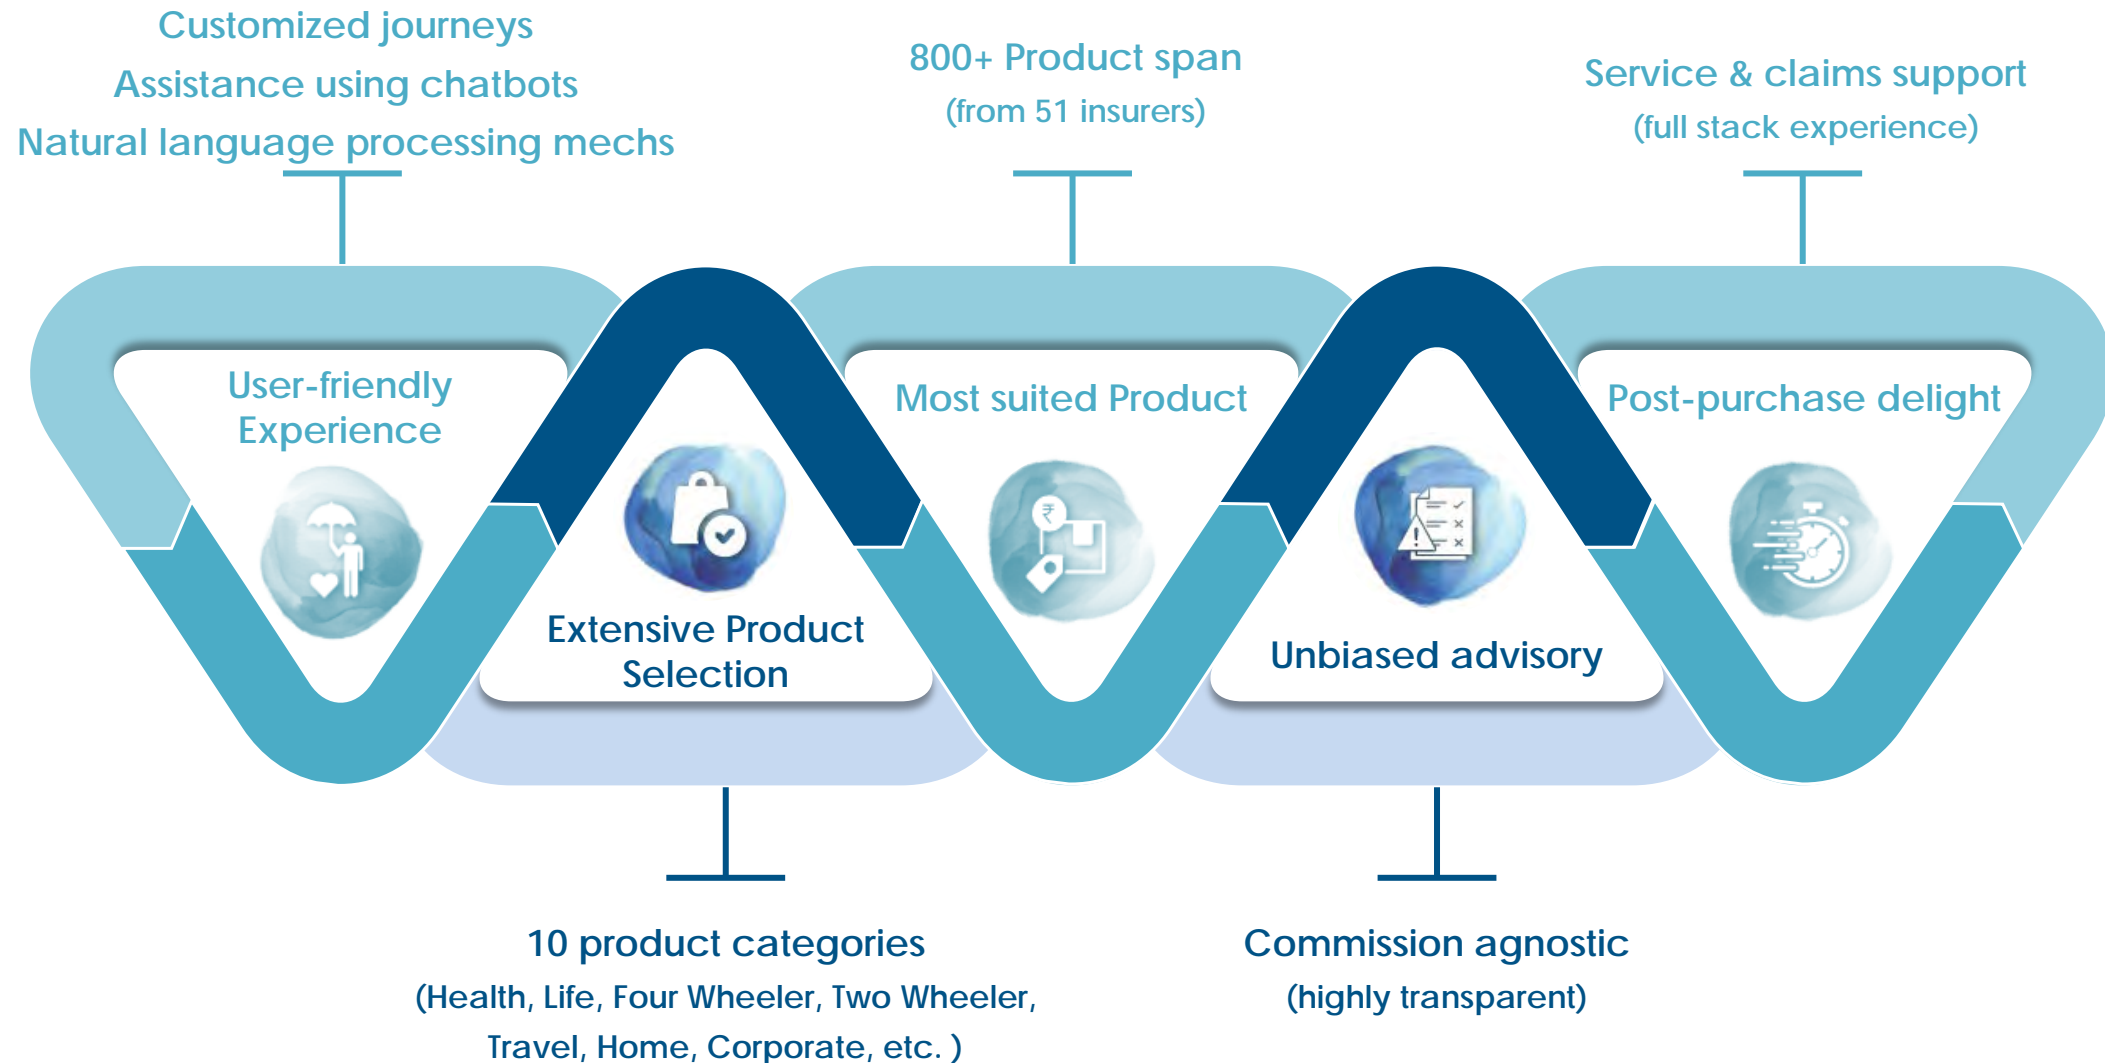 Customized journeys
Assistance using chatbots
Natural language processing mechs
800+ Product span
(from 51 insurers)
Service & claims support
(full stack experience)
User-friendly
Experience
Most suited Product
Post-purchase delight
₹
Extensive Product
Selection
Unbiased advisory
10 product categories
(Health, Life, Four Wheeler, Two Wheeler,
Travel, Home, Corporate, etc. )
Commission agnostic
(highly transparent)